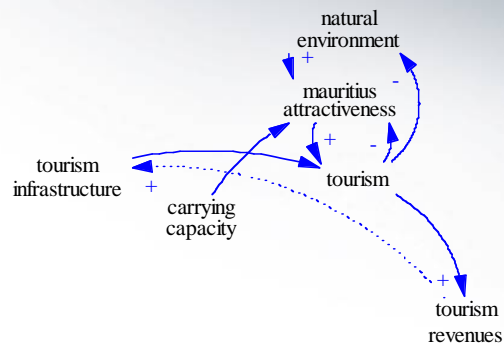 natural
environment
+
-
mauritius
attractiveness
+
-
tourism
infrastructure
+
tourism
carrying
capacity
+
tourism
revenues